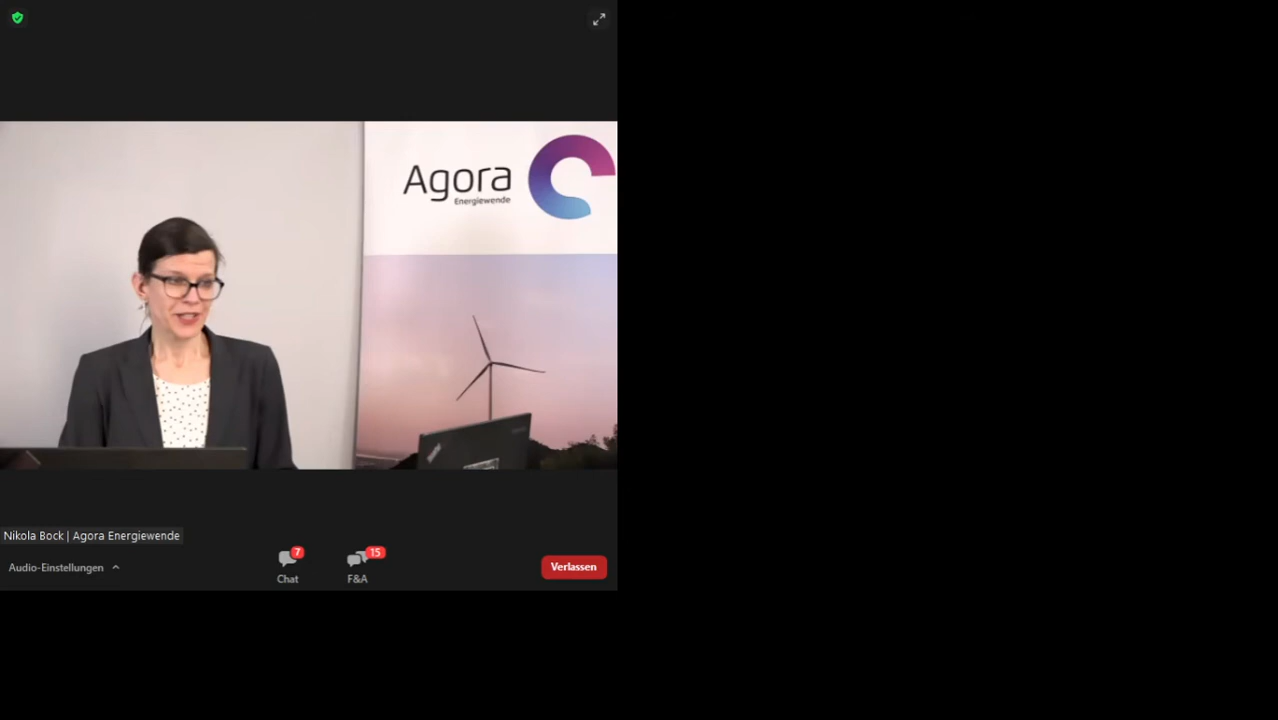 Agora
Energiewende
Nikola Bock | Agora Energiewende
Audio-Einstellungen
7
15
Chat
F&A
Verlassen